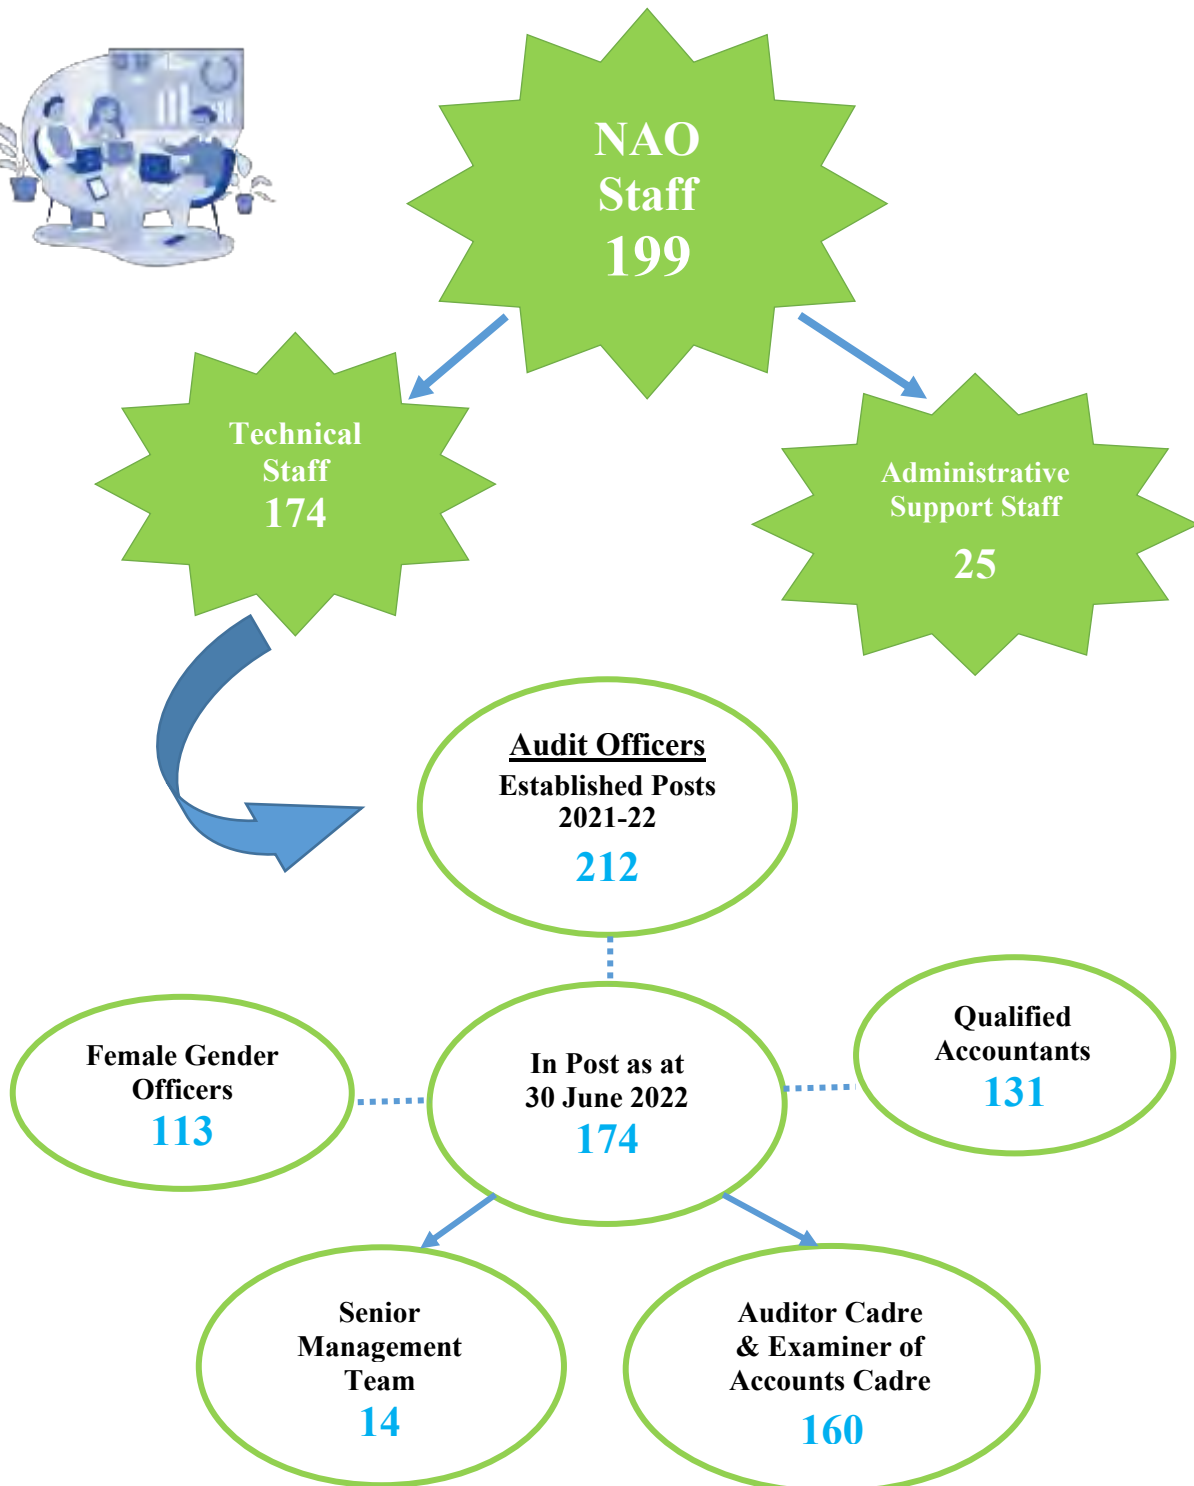 NAO
Staff
199
Technical
Staff
174
Administrative
Support Staff
25
Audit Officers
Established Posts
2021-22
212
Female Gender
Officers
113
In Post as at
30 June 2022
174
Qualified
Accountants
131
Senior
Management
Team
14
Auditor Cadre
& Examiner of
Accounts Cadre
160